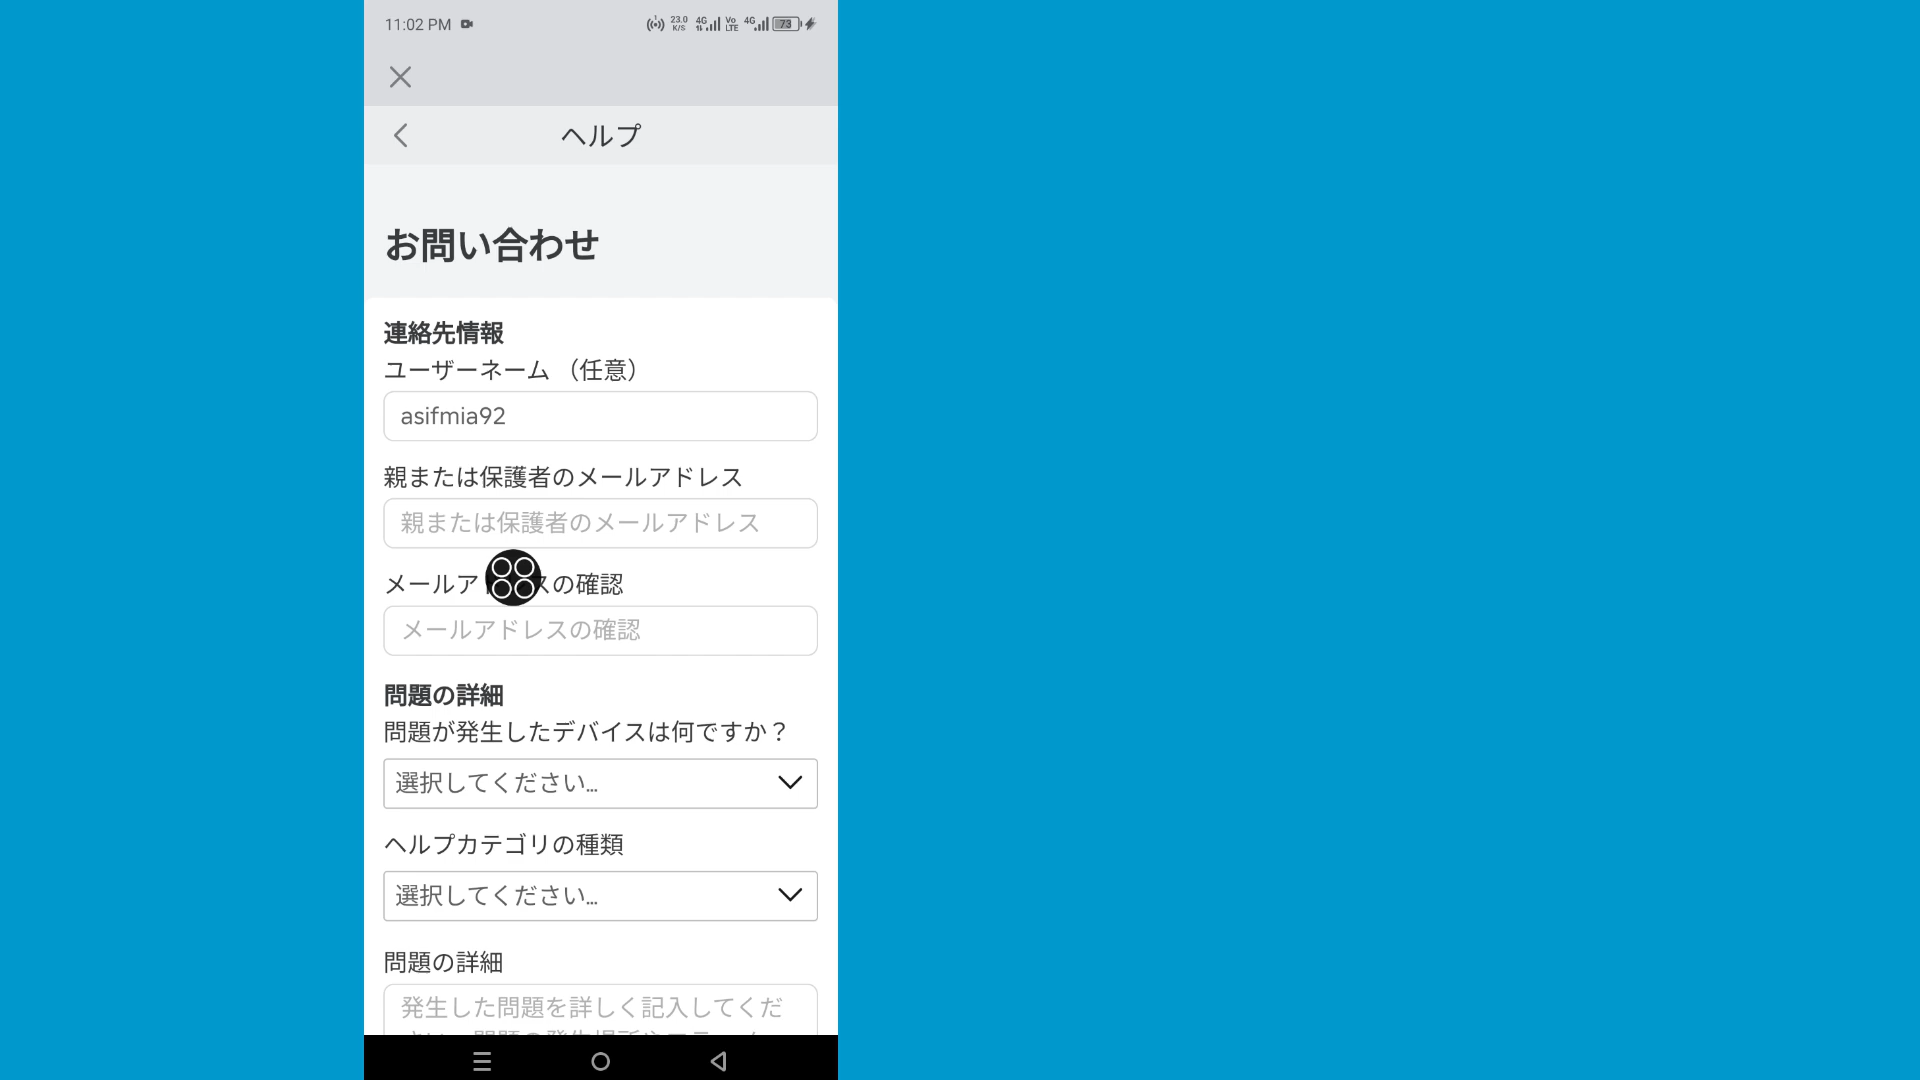 11:02 PM
23.0 K/S 4G Vo LTE 4G 73
ヘルプ
お問い合わせ
連絡先情報
ユーザーネーム （任意）
asifmia92
親または保護者のメールアドレス
親または保護者のメールアドレス
メールア スの確認
メールアドレスの確認
問題の詳細
問題が発生したデバイスは何ですか？
選択してください...
ヘルプカテゴリの種類
選択してください...
問題の詳細
発生した問題を詳しく記入してくだ